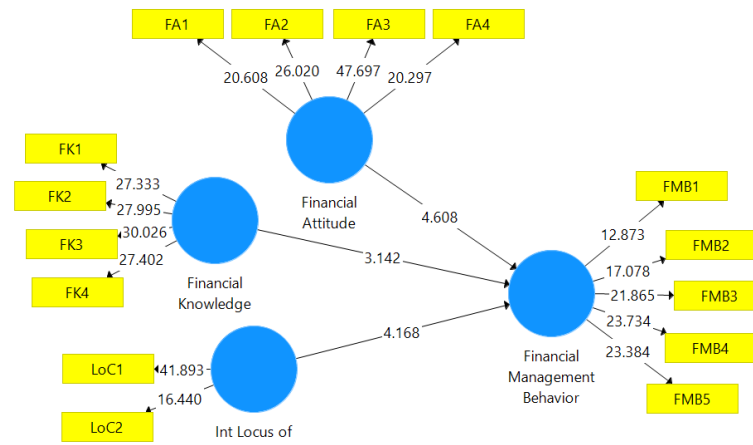 FA1
FA2
FA3
FA4
20.608
26.020
47.697
20.297
Financial
Attitude
FK1
FK2
FK3
FK4
27.333
27.995
30.026
27.402
Financial
Knowledge
4.608
3.142
4.168
LoC1
LoC2
41.893
16.440
Int Locus of
FMB1
FMB2
FMB3
FMB4
FMB5
12.873
17.078
21.865
23.734
23.384
Financial
Management
Behavior